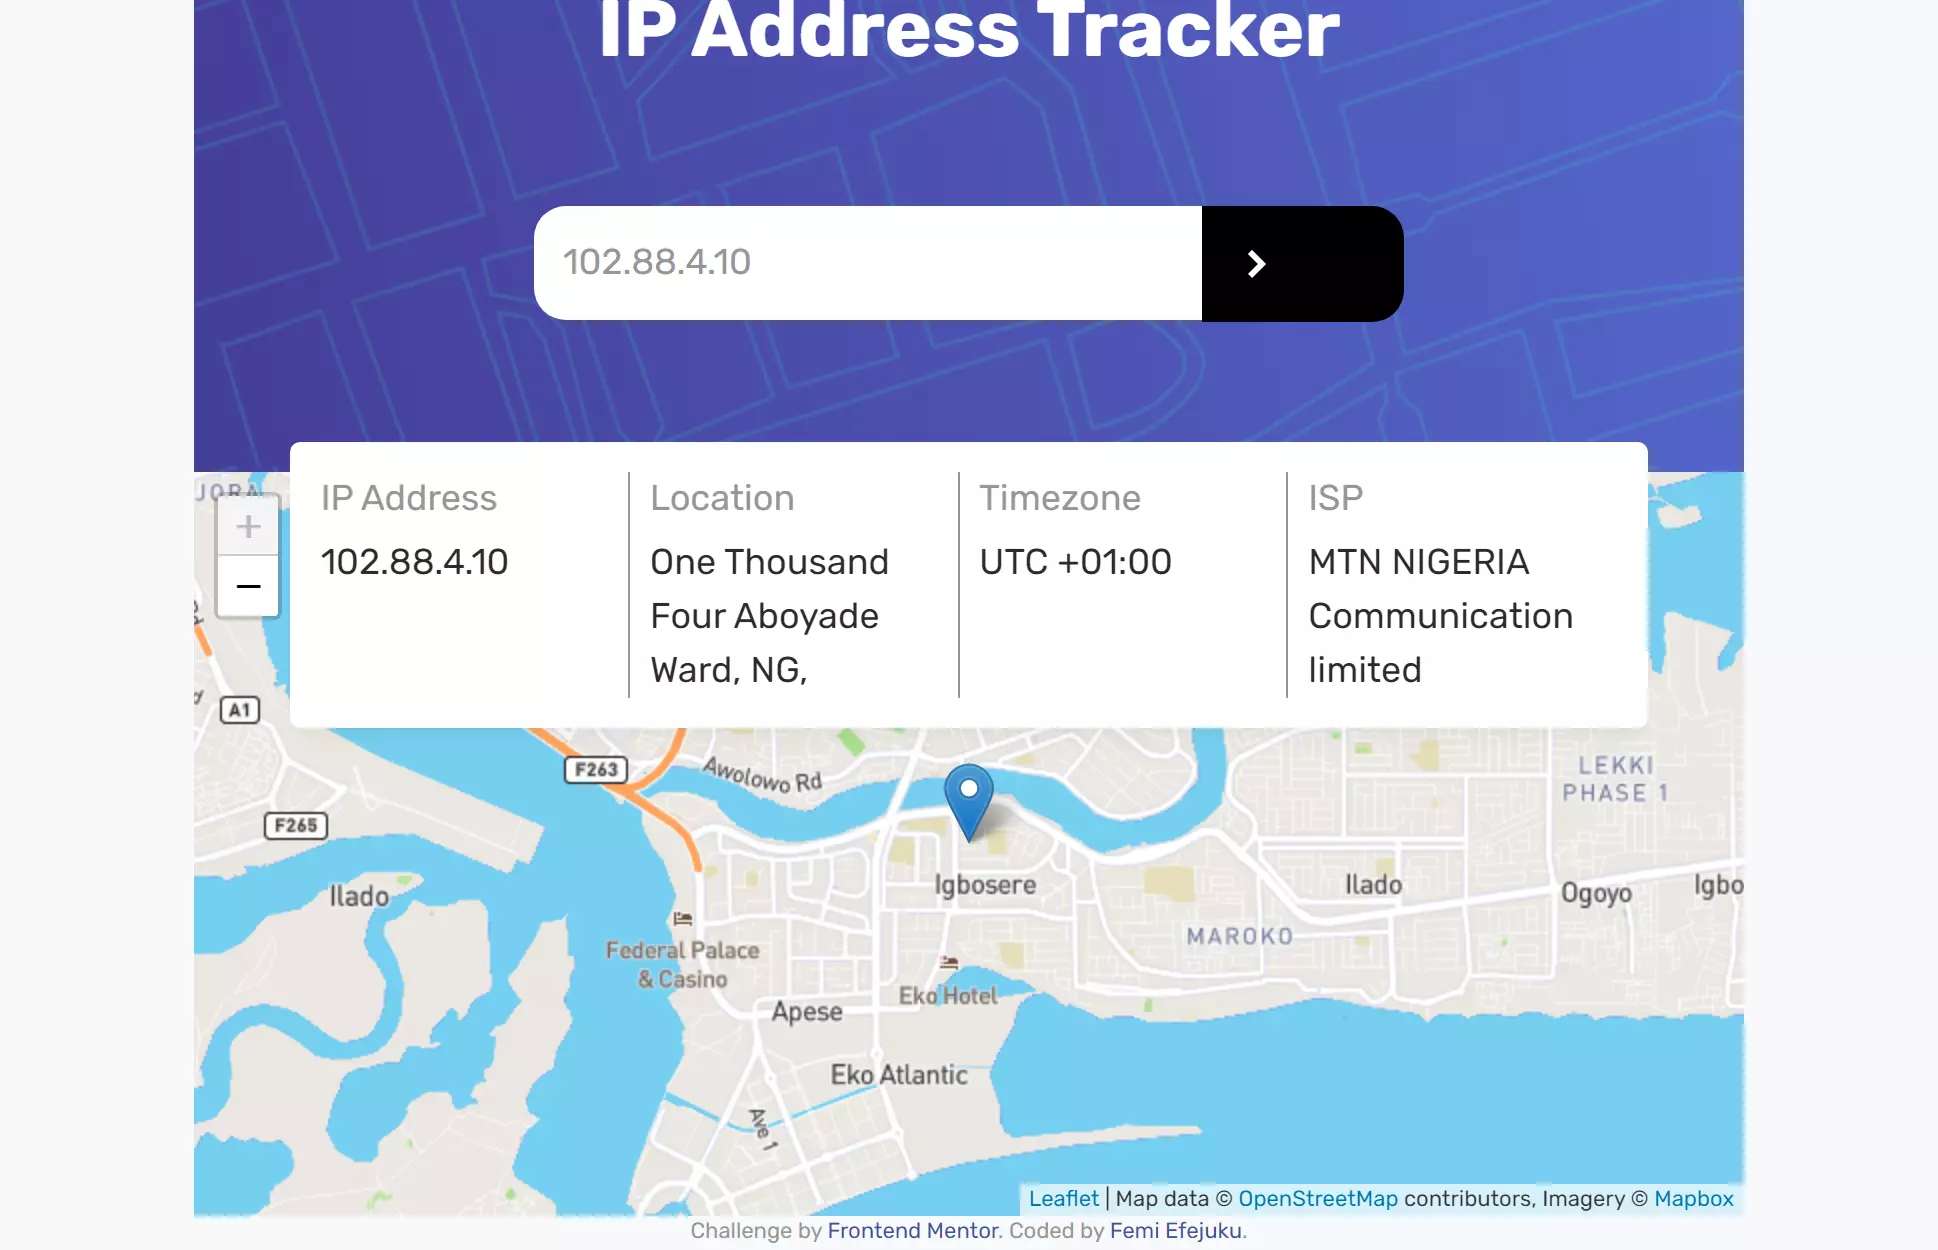 IP Address Tracker
102.88.4.10
IP Address
102.88.4.10
Location
One Thousand
Four Aboyade
Ward, NG,
Timezone
UTC +01:00
ISP
MTN NIGERIA
Communication
limited
JORA
+
−
A1
F263
Awolowo Rd
LEKKI
PHASE 1
F265
Ilado
Igbosere
Ilado
Ogoyo
Igbo
MAROKO
Federal Palace
& Casino
Eko Hotel
Apese
Eko Atlantic
Ave 1
Leaflet | Map data © OpenStreetMap contributors, Imagery © Mapbox
Challenge by Frontend Mentor. Coded by Femi Efejuku.